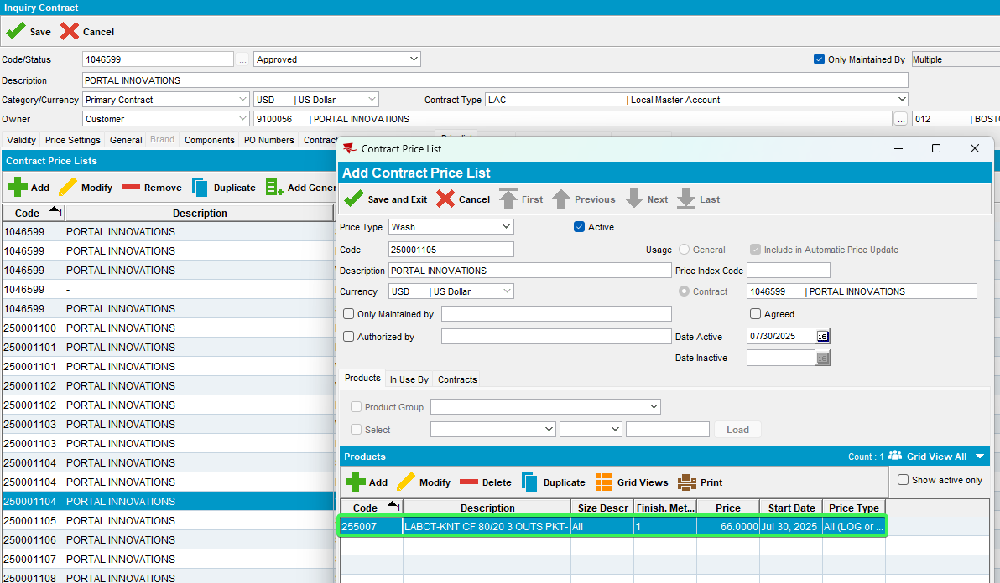 Inquiry Contract
Save Cancel
Code/Status 1046599 ... Approved Only Maintained By Multiple
Description PORTAL INNOVATIONS
Category/Currency Primary Contract USD | US Dollar Contract Type LAC | Local Master Account
Owner Customer 9100056 | PORTAL INNOVATIONS ... 012 | BOSTO
Validity Price Settings General Brand Components PO Numbers Contract
Contract Price Lists
Add Modify Remove Duplicate Add Gener
Code 1 Description
1046599 PORTAL INNOVATIONS
1046599 PORTAL INNOVATIONS
1046599 PORTAL INNOVATIONS
1046599 -
1046599 PORTAL INNOVATIONS
250001100 PORTAL INNOVATIONS
250001101 PORTAL INNOVATIONS
250001101 PORTAL INNOVATIONS
250001102 PORTAL INNOVATIONS
250001102 PORTAL INNOVATIONS
250001103 PORTAL INNOVATIONS
250001103 PORTAL INNOVATIONS
250001104 PORTAL INNOVATIONS
250001104 PORTAL INNOVATIONS
250001104 PORTAL INNOVATIONS
250001105 PORTAL INNOVATIONS
250001106 PORTAL INNOVATIONS
250001107 PORTAL INNOVATIONS
250001108 PORTAL INNOVATIONS
Contract Price List
Add Contract Price List
Save and Exit Cancel First Previous Next Last
Price Type Wash Active
Code 250001105 Usage General Include in Automatic Price Update
Description PORTAL INNOVATIONS Price Index Code
Currency USD | US Dollar Contract 1046599 | PORTAL INNOVATIONS
Only Maintained by Agreed
Authorized by Date Active 07/30/2025 16
Date Inactive 16
Products In Use By Contracts
Product Group
Select Load
Products Count : 1 Grid View All
Add Modify Delete Duplicate Grid Views Print Show active only
Code 1 Description Size Descr Finish. Met... Price Start Date Price Type
255007 LABCT-KNT CF 80/20 3 OUTS PKT- All 1 66.0000 Jul 30, 2025 All (LOG or ...